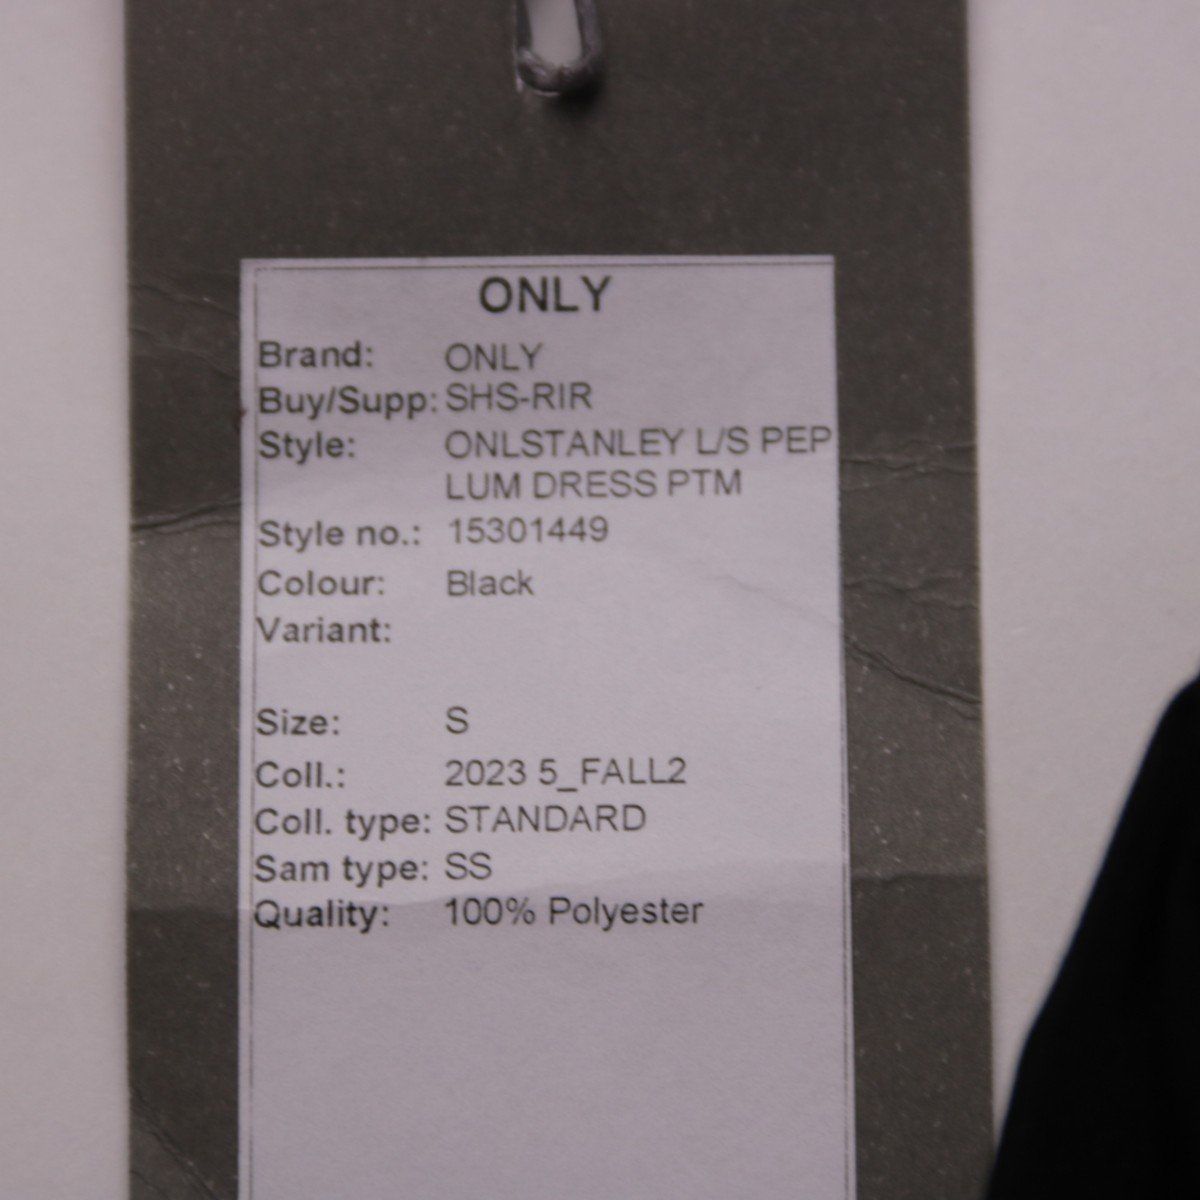 ONLY
Brand: ONLY
Buy/Supp: SHS-RIR
Style: ONLSTANLEY L/S PEP
LUM DRESS PTM
Style no.: 15301449
Colour: Black
Variant:
Size: S
Coll.: 2023 5_FALL2
Coll. type: STANDARD
Sam type: SS
Quality: 100% Polyester